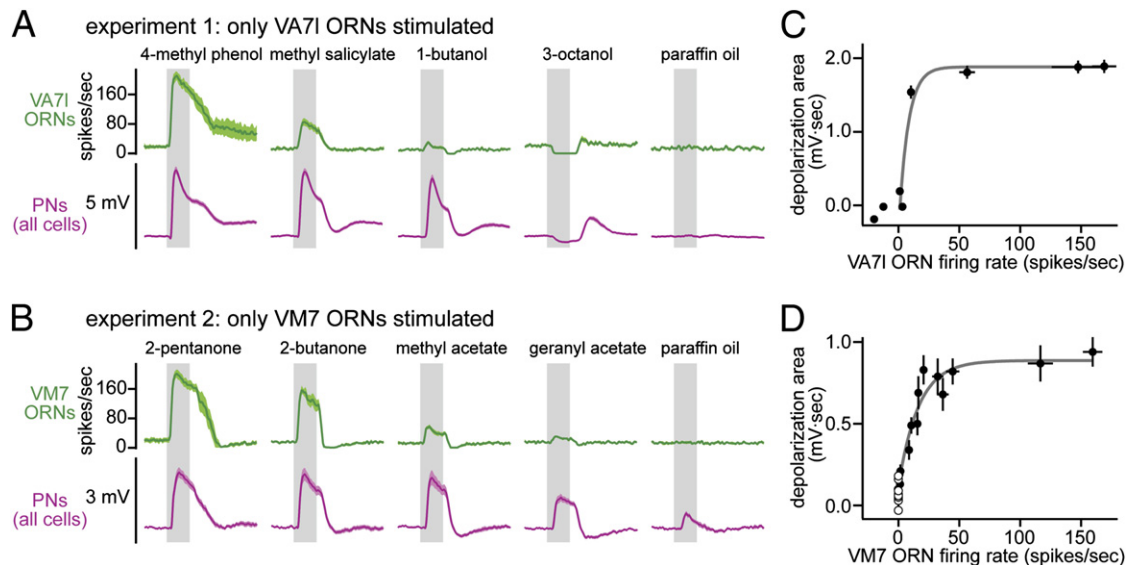 A experiment 1: only VA7l ORNs stimulated
4-methyl phenol methyl salicylate 1-butanol 3-octanol paraffin oil
VA7l ORNs
spikes/sec
160
80
0
PNs (all cells)
5 mV
B experiment 2: only VM7 ORNs stimulated
2-pentanone 2-butanone methyl acetate geranyl acetate paraffin oil
VM7 ORNs
spikes/sec
160
80
0
PNs (all cells)
3 mV
C
depolarization area (mV·sec)
2.0
1.0
0.0
0 50 100 150
VA7l ORN firing rate (spikes/sec)
D
depolarization area (mV·sec)
1.0
0.5
0.0
0 50 100 150
VM7 ORN firing rate (spikes/sec)